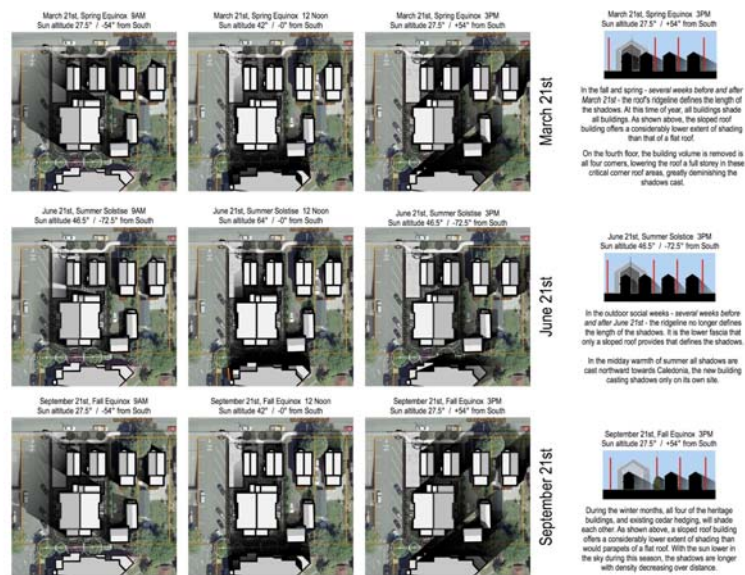 March 21st, Spring Equinox 9AM
Sun altitude 27.5° / -54° from South
March 21st, Spring Equinox 12 Noon
Sun altitude 42° / -0° from South
March 21st, Spring Equinox 3PM
Sun altitude 27.5° / +54° from South
March 21st
March 21st, Spring Equinox 3PM
Sun altitude 27.5° / +54° from South
In the fall and spring - several weeks before and after
March 21st - the roof's ridgeline defines the length of
the shadows. At this time of year, all buildings shade
all buildings. As shown above, the sloped roof
building offers a considerably lower extent of shading
than that of a flat roof.
On the fourth floor, the building volume is removed is
all four corners, lowering the roof a full storey in these
critical corner roof areas, greatly deminishing the
shadows cast.
June 21st, Summer Solstise 9AM
Sun altitude 46.5° / -72.5° from South
June 21st, Summer Solstise 12 Noon
Sun altitude 64° / -0° from South
June 21st, Summer Solstise 3PM
Sun altitude 46.5° / -72.5° from South
June 21st
June 21st, Summer Solstice 3PM
Sun altitude 46.5° / -72.5° from South
In the outdoor social weeks - several weeks before
and after June 21st - the ridgeline no longer defines
the length of the shadows. It is the lower fascia that
only a sloped roof provides that defines the shadows.
In the midday warmth of summer all shadows are
cast northward towards Caledonia, the new building
casting shadows only on its own site.
September 21st, Fall Equinox 9AM
Sun altitude 27.5° / -54° from South
September 21st, Fall Equinox 12 Noon
Sun altitude 42° / -0° from South
September 21st, Fall Equinox 3PM
Sun altitude 27.5° / +54° from South
September 21st
September 21st, Fall Equinox 3PM
Sun altitude 27.5° / +54° from South
During the winter months, all four of the heritage
buildings, and existing cedar hedging, will shade
each other. As shown above, a sloped roof building
offers a considerably lower extent of shading than
would parapets of a flat roof. With the sun lower in
the sky during this season, the shadows are longer
with density decreasing over distance.